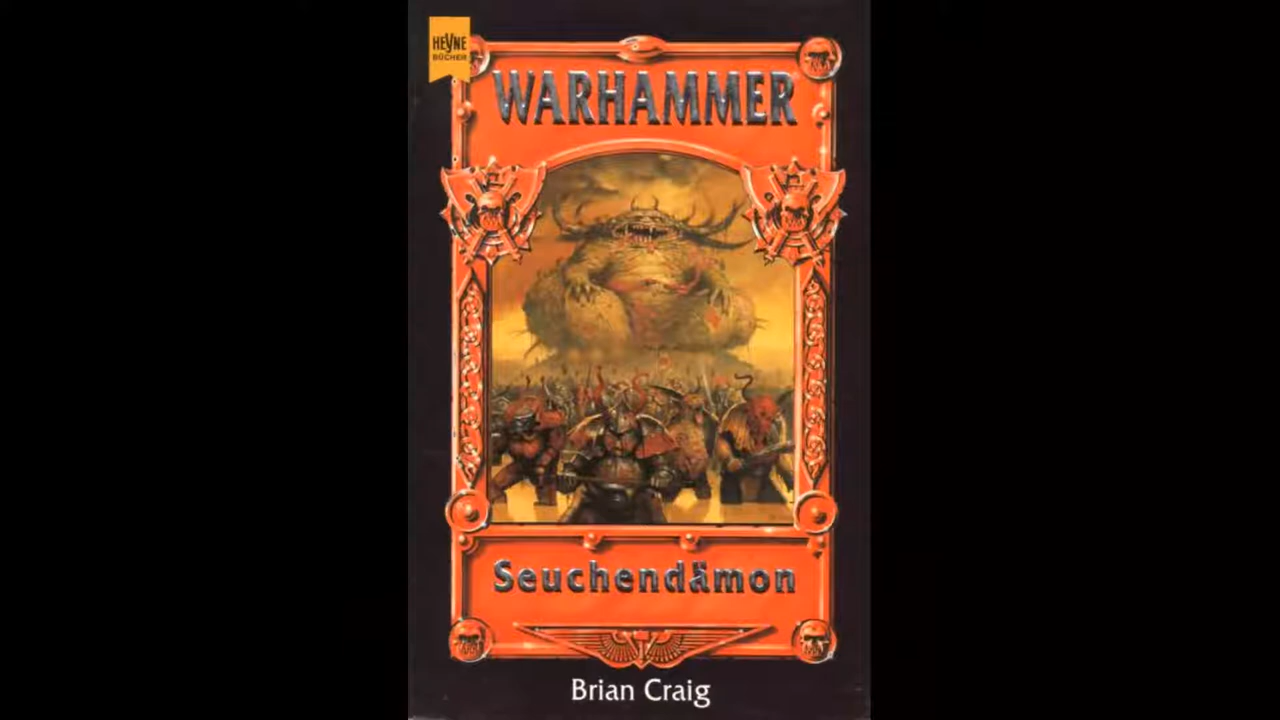 HEYNE
BÜCHER
WARHAMMER
Seuchendämon
Brian Craig